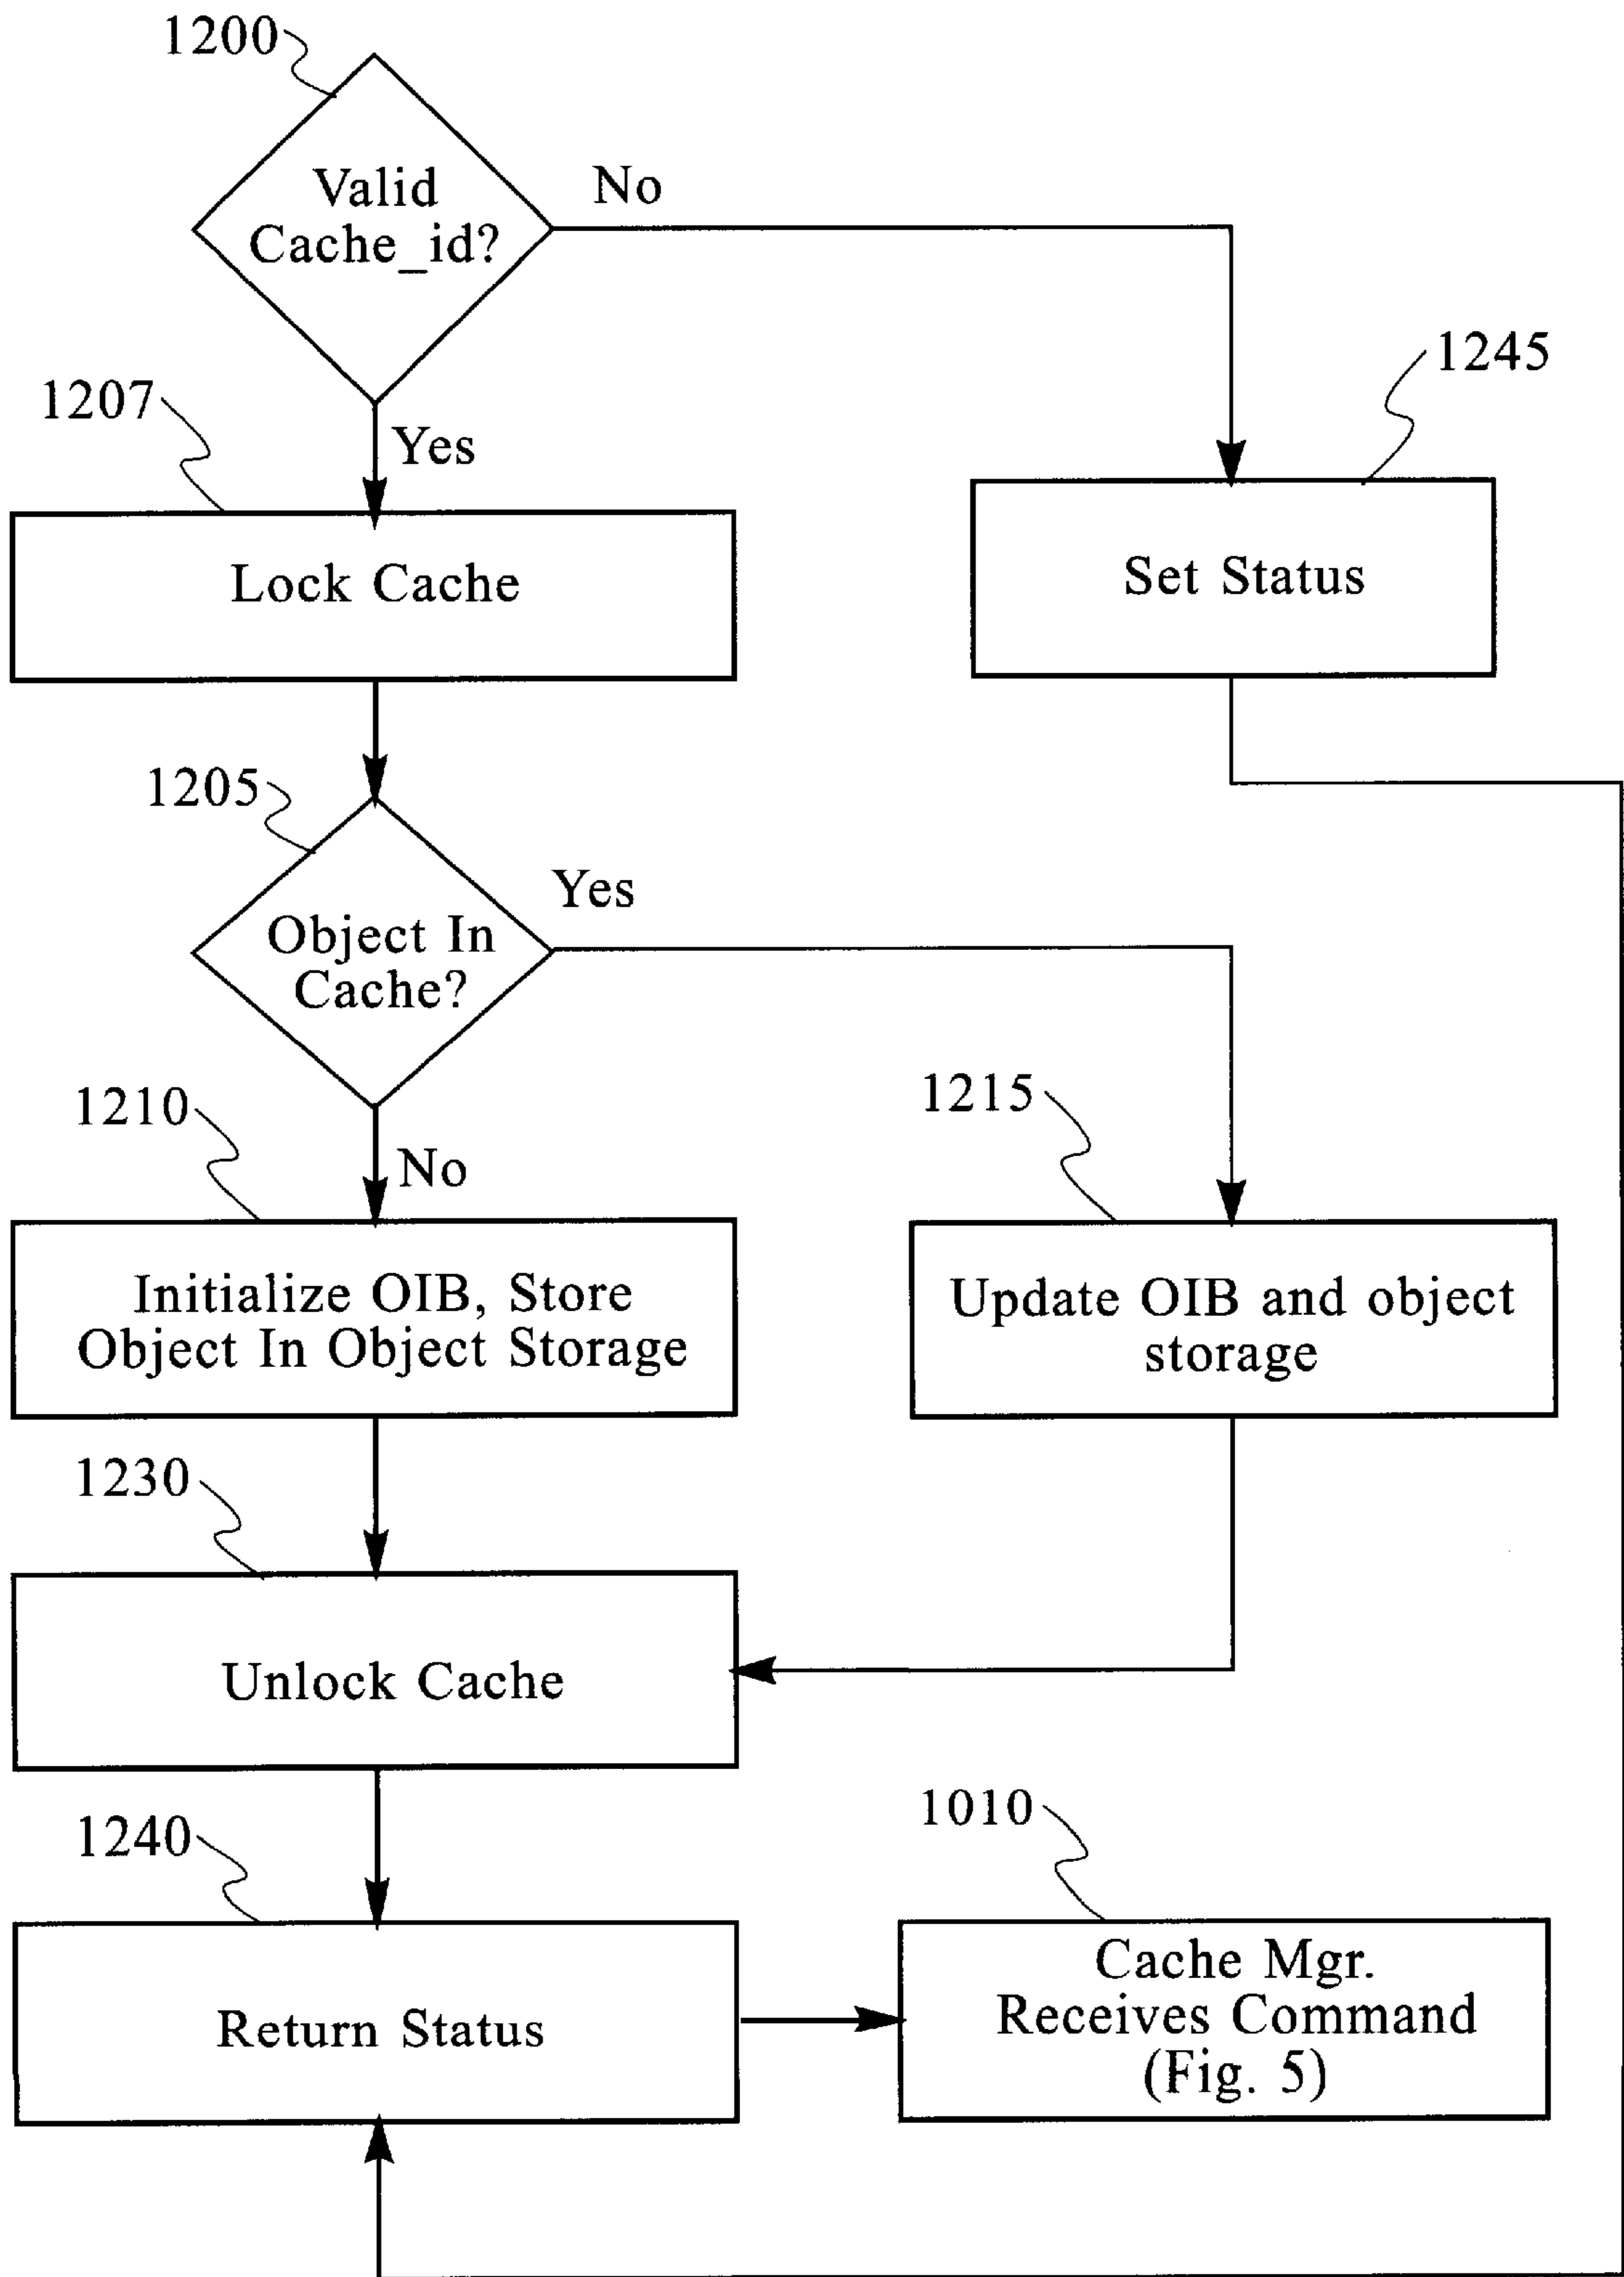 1200
Valid
Cache_id?
No
1245
1207
Yes
Lock Cache
Set Status
1205
Yes
Object In
Cache?
1210
1215
No
Initialize OIB, Store
Object In Object Storage
Update OIB and object
storage
1230
Unlock Cache
1240
1010
Return Status
Cache Mgr.
Receives Command
(Fig. 5)